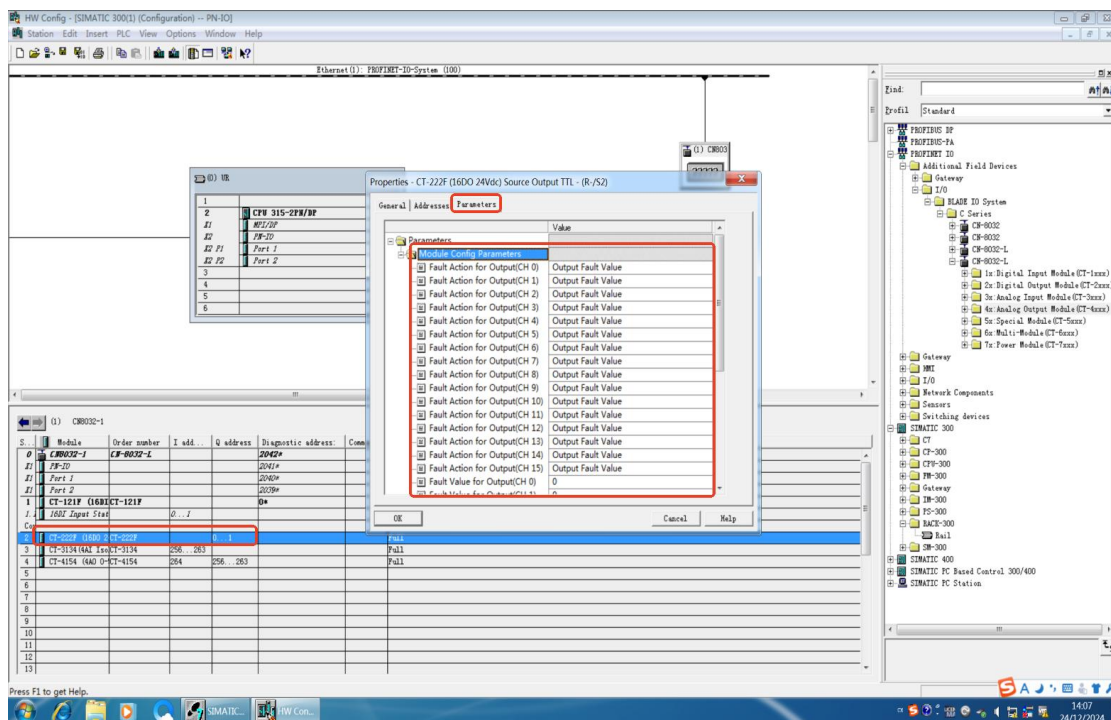 HW Config - [SIMATIC 300(1) (Configuration) -- PN-IO]
Station Edit Insert PLC View Options Window Help
Ethernet(1): PROFINET-IO-System (100)
(1) CN803
(0) UR
1
2 CPU 315-2PN/DP
X1 MPI/DP
X2 PN-IO
X2 P1 Port 1
X2 P2 Port 2
3
4
5
6
Properties - CT-222F (16DO 24Vdc) Source Output TTL - (R-/S2)
General Addresses Parameters
Value
Parameters
Module Config Parameters
Fault Action for Output(CH 0) Output Fault Value
Fault Action for Output(CH 1) Output Fault Value
Fault Action for Output(CH 2) Output Fault Value
Fault Action for Output(CH 3) Output Fault Value
Fault Action for Output(CH 4) Output Fault Value
Fault Action for Output(CH 5) Output Fault Value
Fault Action for Output(CH 6) Output Fault Value
Fault Action for Output(CH 7) Output Fault Value
Fault Action for Output(CH 8) Output Fault Value
Fault Action for Output(CH 9) Output Fault Value
Fault Action for Output(CH 10) Output Fault Value
Fault Action for Output(CH 11) Output Fault Value
Fault Action for Output(CH 12) Output Fault Value
Fault Action for Output(CH 13) Output Fault Value
Fault Action for Output(CH 14) Output Fault Value
Fault Action for Output(CH 15) Output Fault Value
Fault Value for Output(CH 0) 0
Fault Value for Output(CH 1) 0
OK Cancel Help
Find:
Profil Standard
PROFIBUS DP
PROFIBUS-PA
PROFINET IO
Additional Field Devices
Gateway
I/O
BLADE IO System
C Series
CN-8032
CN-8032
CN-8032-L
CN-8032-L
1x:Digital Input Module(CT-1xxx)
2x:Digital Output Module(CT-2xxx
3x:Analog Input Module(CT-3xxx)
4x:Analog Output Module(CT-4xxx)
5x:Special Module(CT-5xxx)
6x:Multi-Module(CT-6xxx)
7x:Power Module(CT-7xxx)
Gateway
HMI
I/O
Network Components
Sensors
Switching devices
SIMATIC 300
C7
CP-300
CPU-300
FM-300
Gateway
IM-300
PS-300
RACK-300
Rail
SM-300
SIMATIC 400
SIMATIC PC Based Control 300/400
SIMATIC PC Station
(1) CN8032-1
S... Module Order number I add... Q address Diagnostic address: Comm
0 CN8032-1 CN-8032-L 2042*
X1 PN-IO 2041*
X1 Port 1 2040*
X1 Port 2 2039*
1 CT-121F (16DI CT-121F 0*
1. 16DI Input Stat 0...1
Co
2 CT-222F (16DO 2 CT-222F 0...1 Full
3 CT-3134(4AI Iso CT-3134 256...263 Full
4 CT-4154 (4AO 0- CT-4154 264 256...263 Full
5
6
7
8
9
10
11
12
13
Press F1 to get Help.
SIMATIC... HW Con...
14:07
24/12/2024